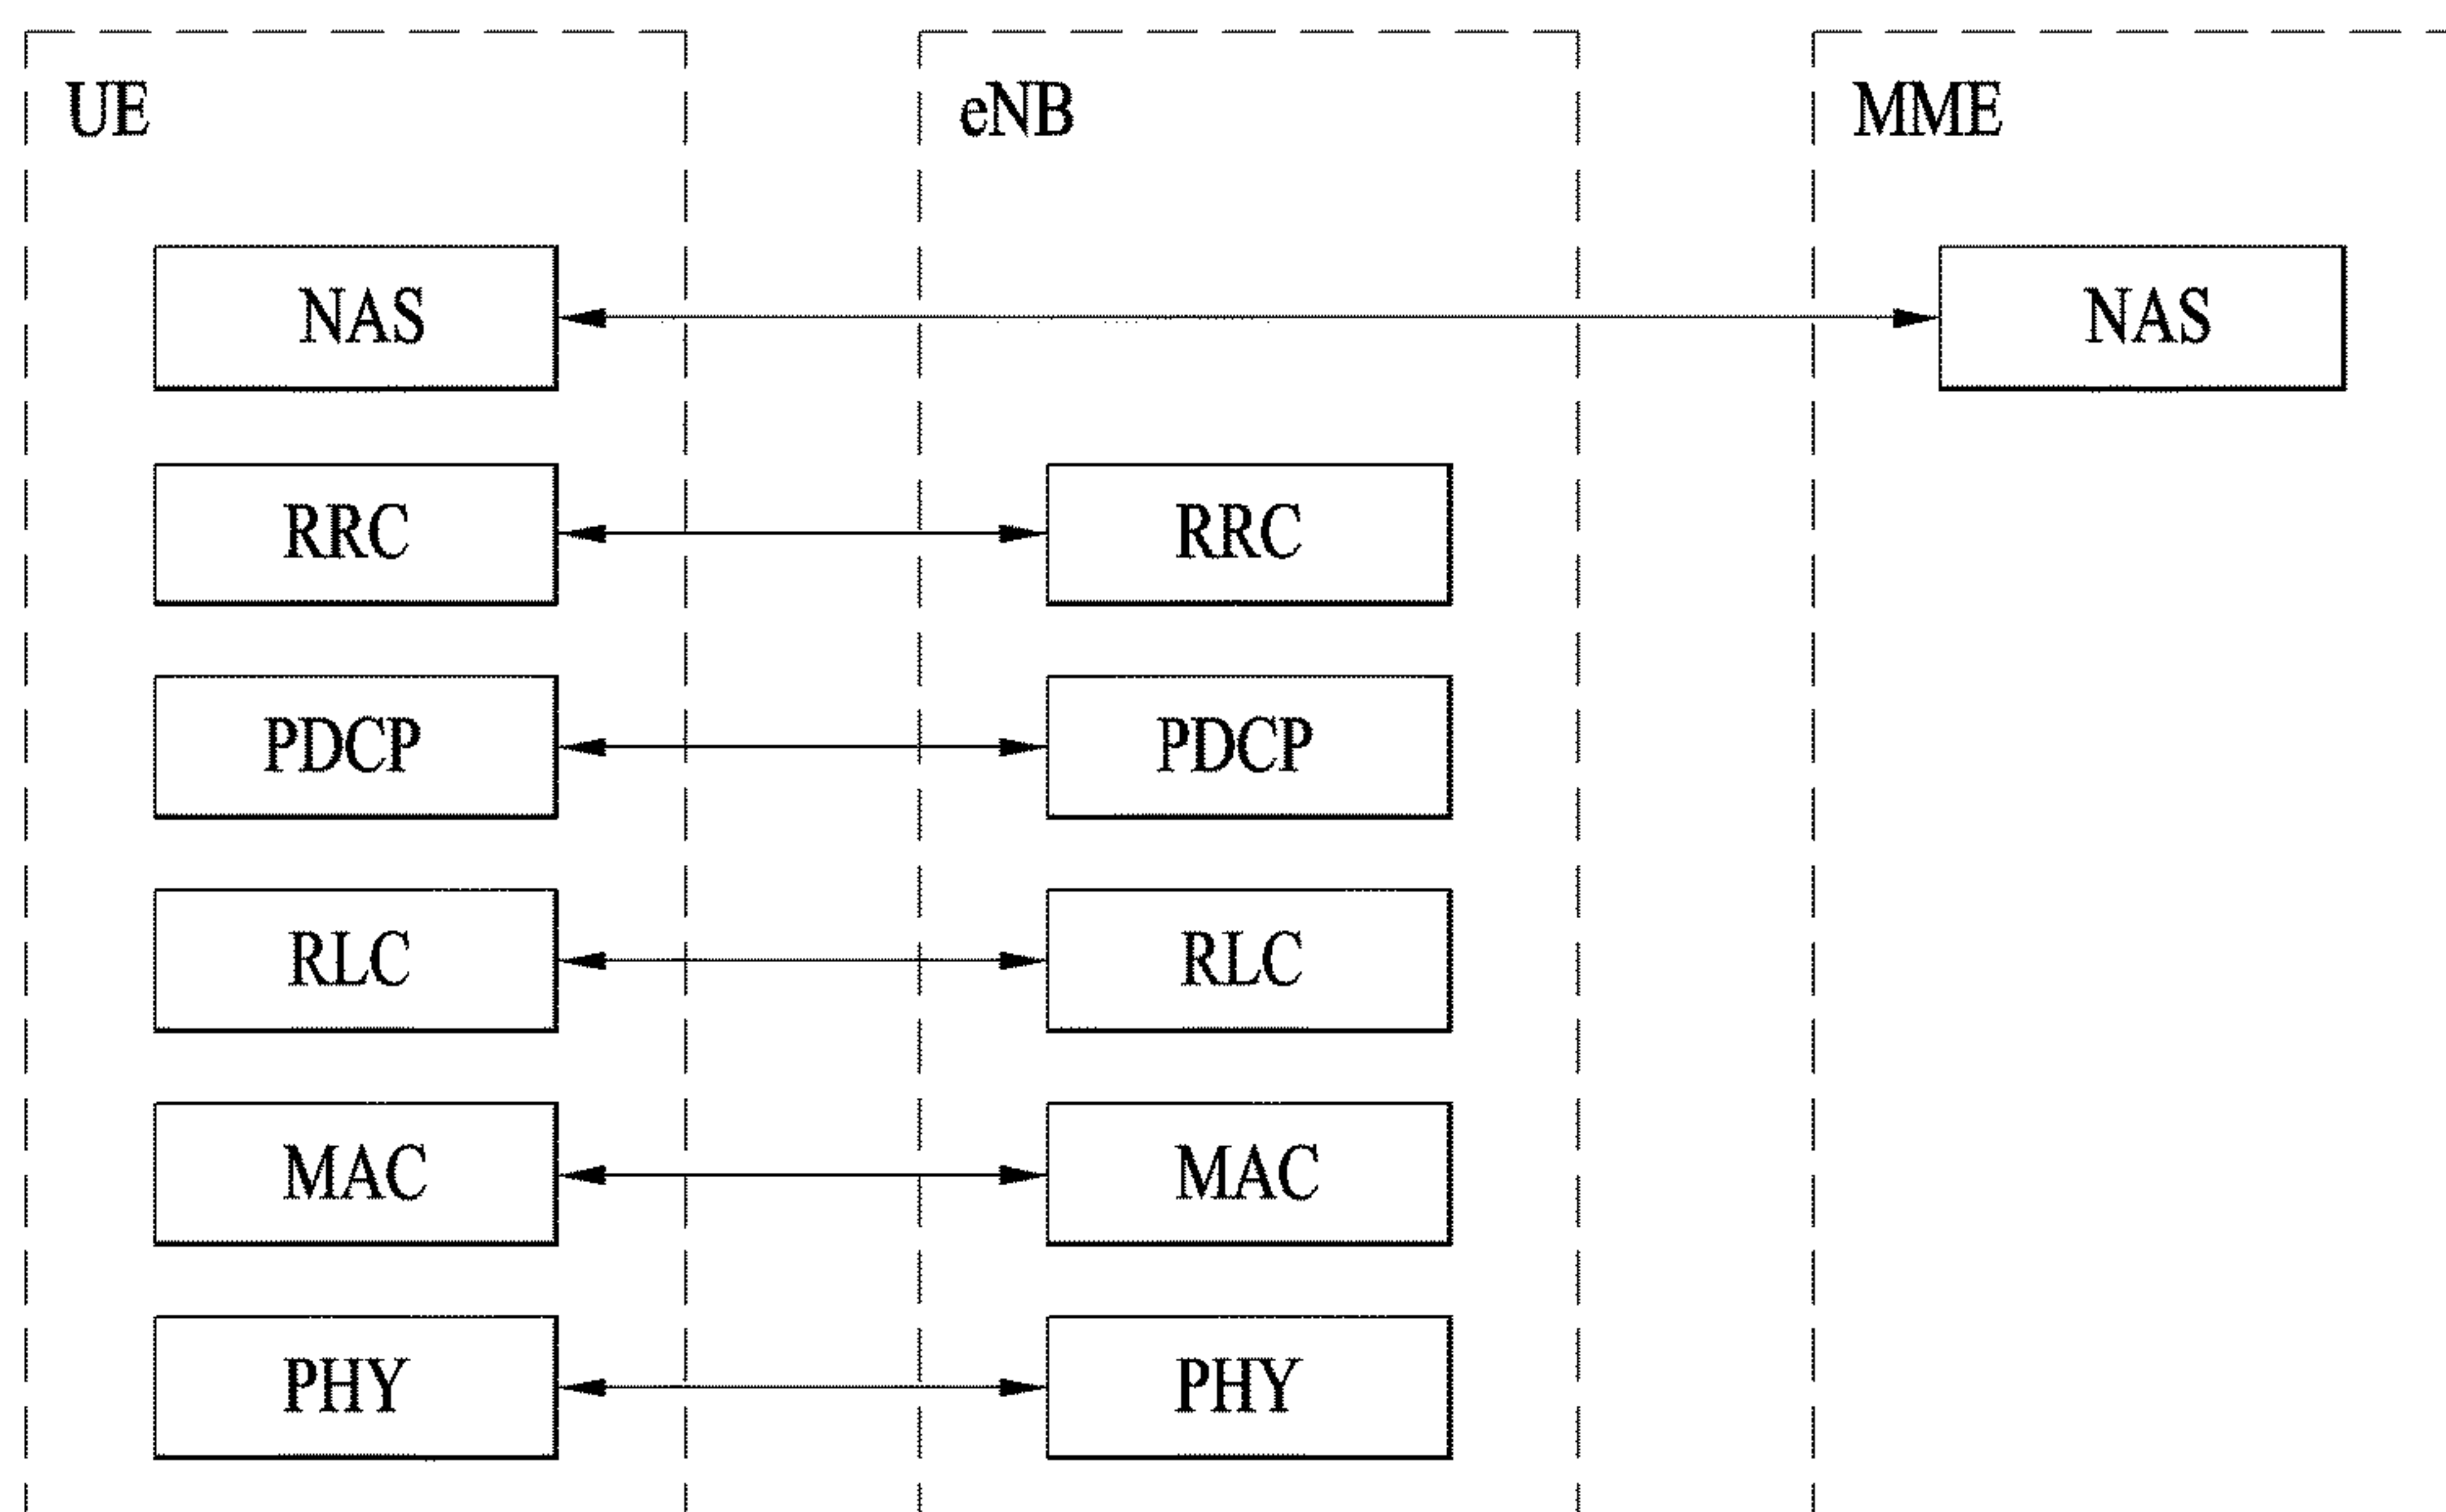 UE eNB MME
NAS NAS
RRC RRC
PDCP PDCP
RLC RLC
MAC MAC
PHY PHY